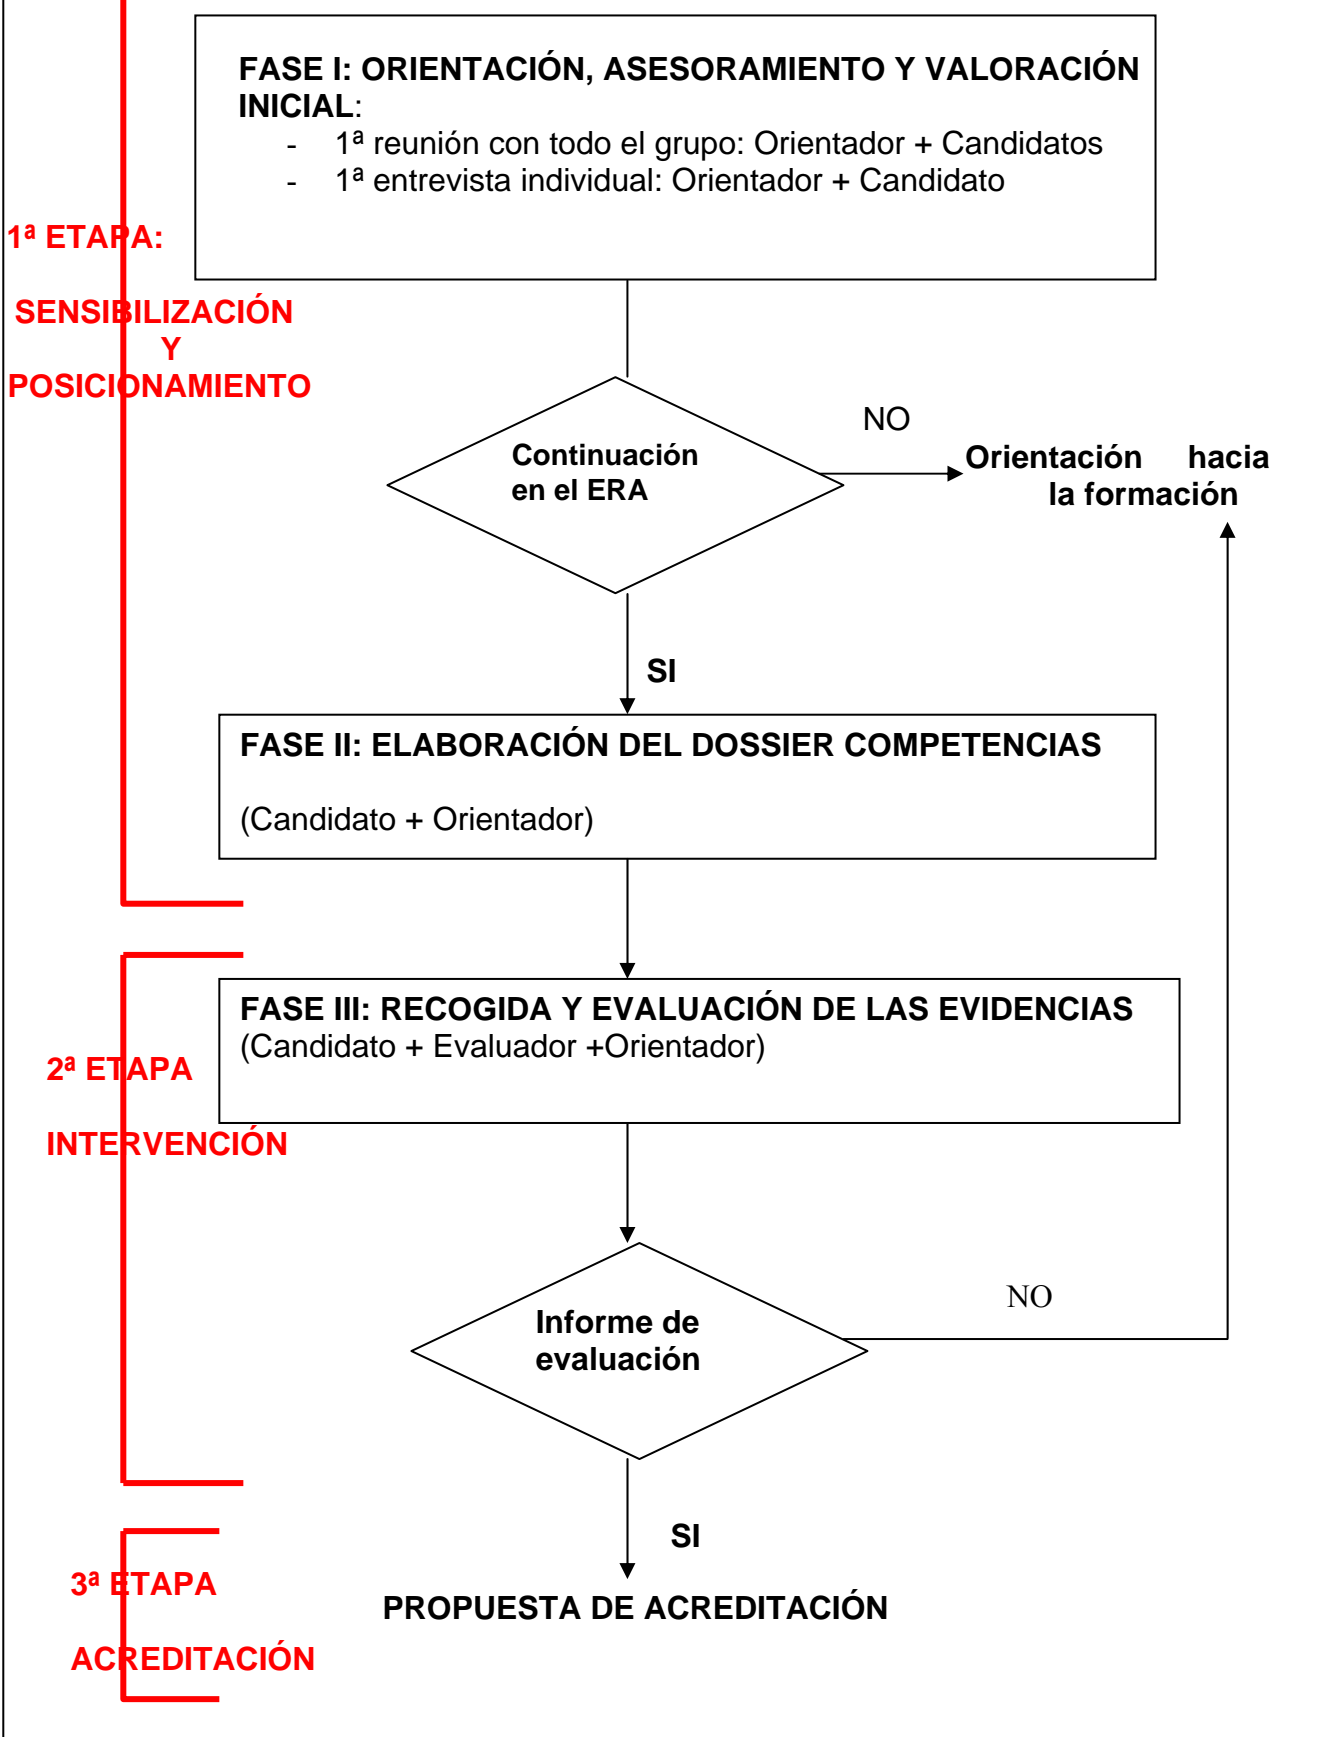 FASE I: ORIENTACIÓN, ASESORAMIENTO Y VALORACIÓN
INICIAL:
- 1ª reunión con todo el grupo: Orientador + Candidatos
- 1ª entrevista individual: Orientador + Candidato
1ª ETAPA:
SENSIBILIZACIÓN
Y
POSICIONAMIENTO
Continuación
en el ERA
NO
Orientación hacia
la formación
SI
FASE II: ELABORACIÓN DEL DOSSIER COMPETENCIAS
(Candidato + Orientador)
FASE III: RECOGIDA Y EVALUACIÓN DE LAS EVIDENCIAS
(Candidato + Evaluador +Orientador)
2ª ETAPA
INTERVENCIÓN
Informe de
evaluación
NO
SI
3ª ETAPA
ACREDITACIÓN
PROPUESTA DE ACREDITACIÓN